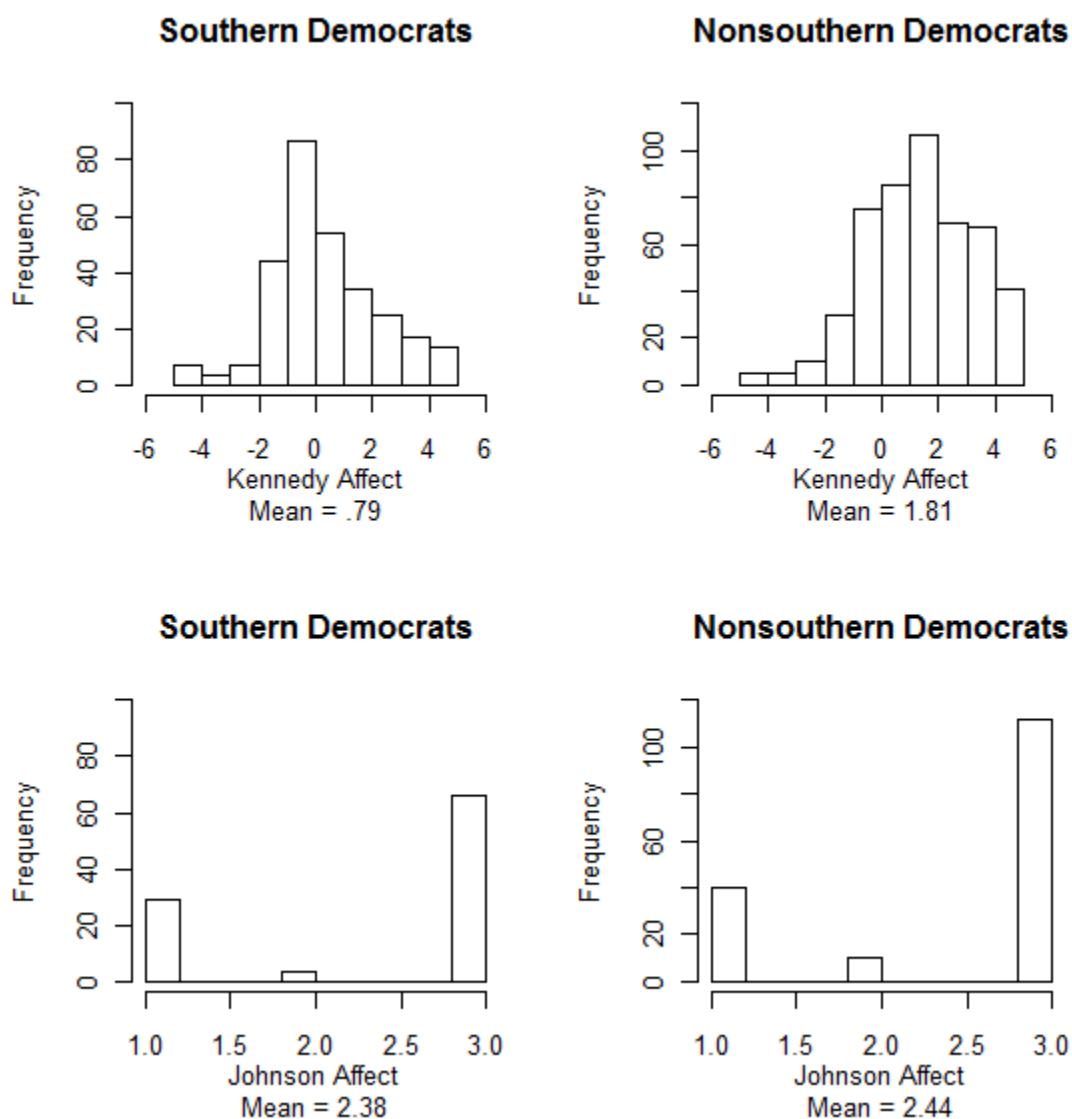 Southern Democrats
Frequency
0 20 40 60 80
-6 -4 -2 0 2 4 6
Kennedy Affect
Mean = .79
Nonsouthern Democrats
Frequency
0 20 60 100
-6 -4 -2 0 2 4 6
Kennedy Affect
Mean = 1.81
Southern Democrats
Frequency
0 20 40 60 80
1.0 1.5 2.0 2.5 3.0
Johnson Affect
Mean = 2.38
Nonsouthern Democrats
Frequency
0 20 60 100
1.0 1.5 2.0 2.5 3.0
Johnson Affect
Mean = 2.44